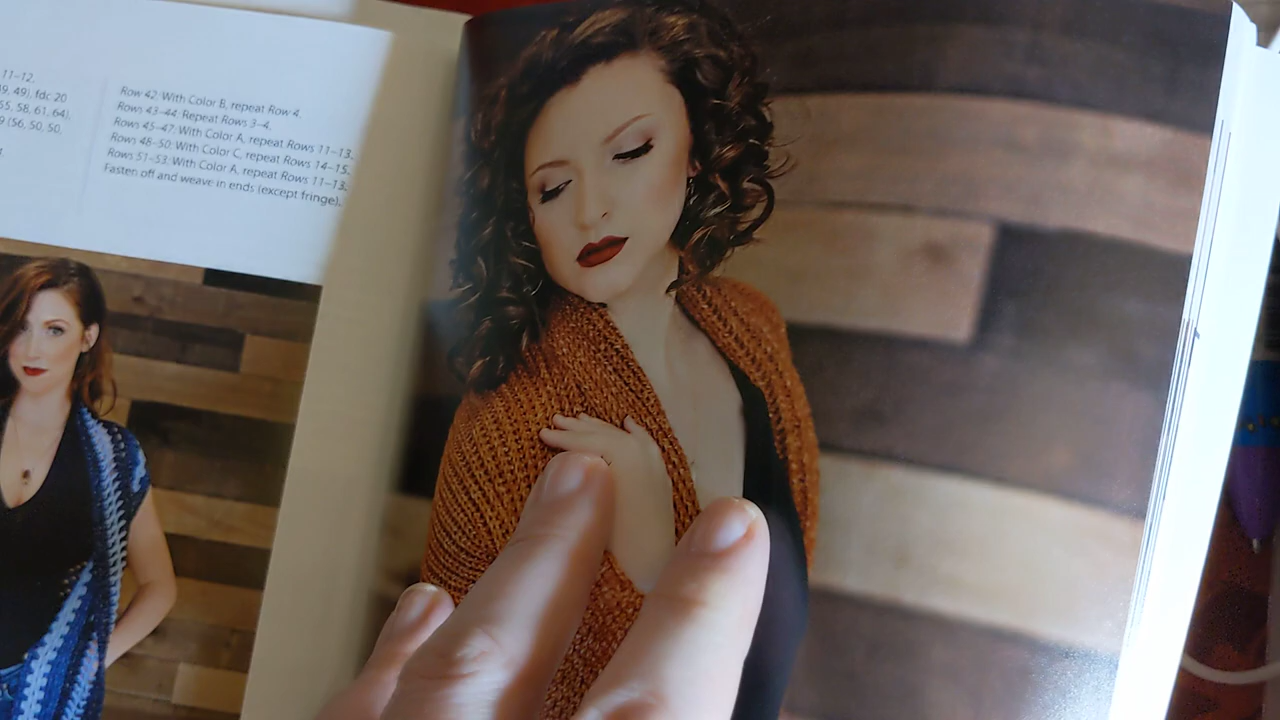 11–12.
49, 49), fdc 20
55, 58, 61, 64).
9 (56, 50, 50,
Row 42: With Color B, repeat Row 4.
Rows 43–44: Repeat Rows 3–4.
Rows 45–47: With Color A, repeat Rows 11–13.
Rows 48–50: With Color C, repeat Rows 14–15.
Rows 51–53: With Color A, repeat Rows 11–13.
Fasten off and weave in ends (except fringe).